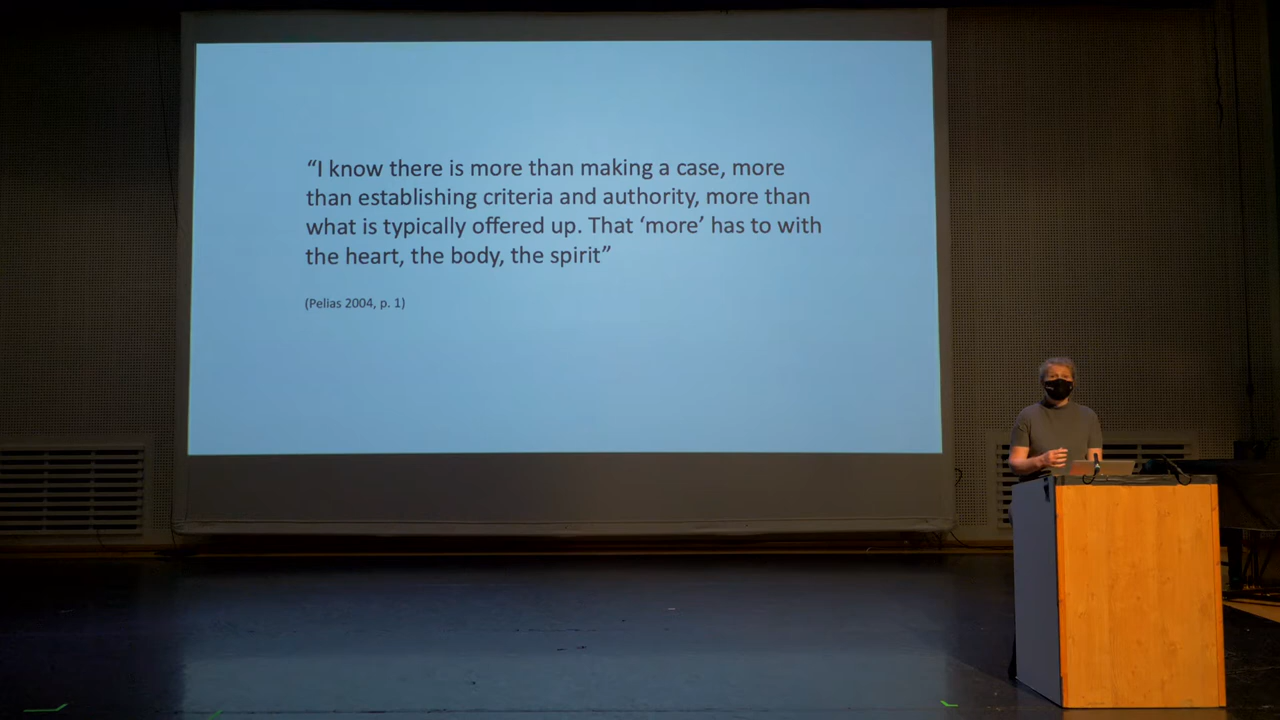 “I know there is more than making a case, more
than establishing criteria and authority, more than
what is typically offered up. That ‘more’ has to with
the heart, the body, the spirit”
(Pelias 2004, p. 1)